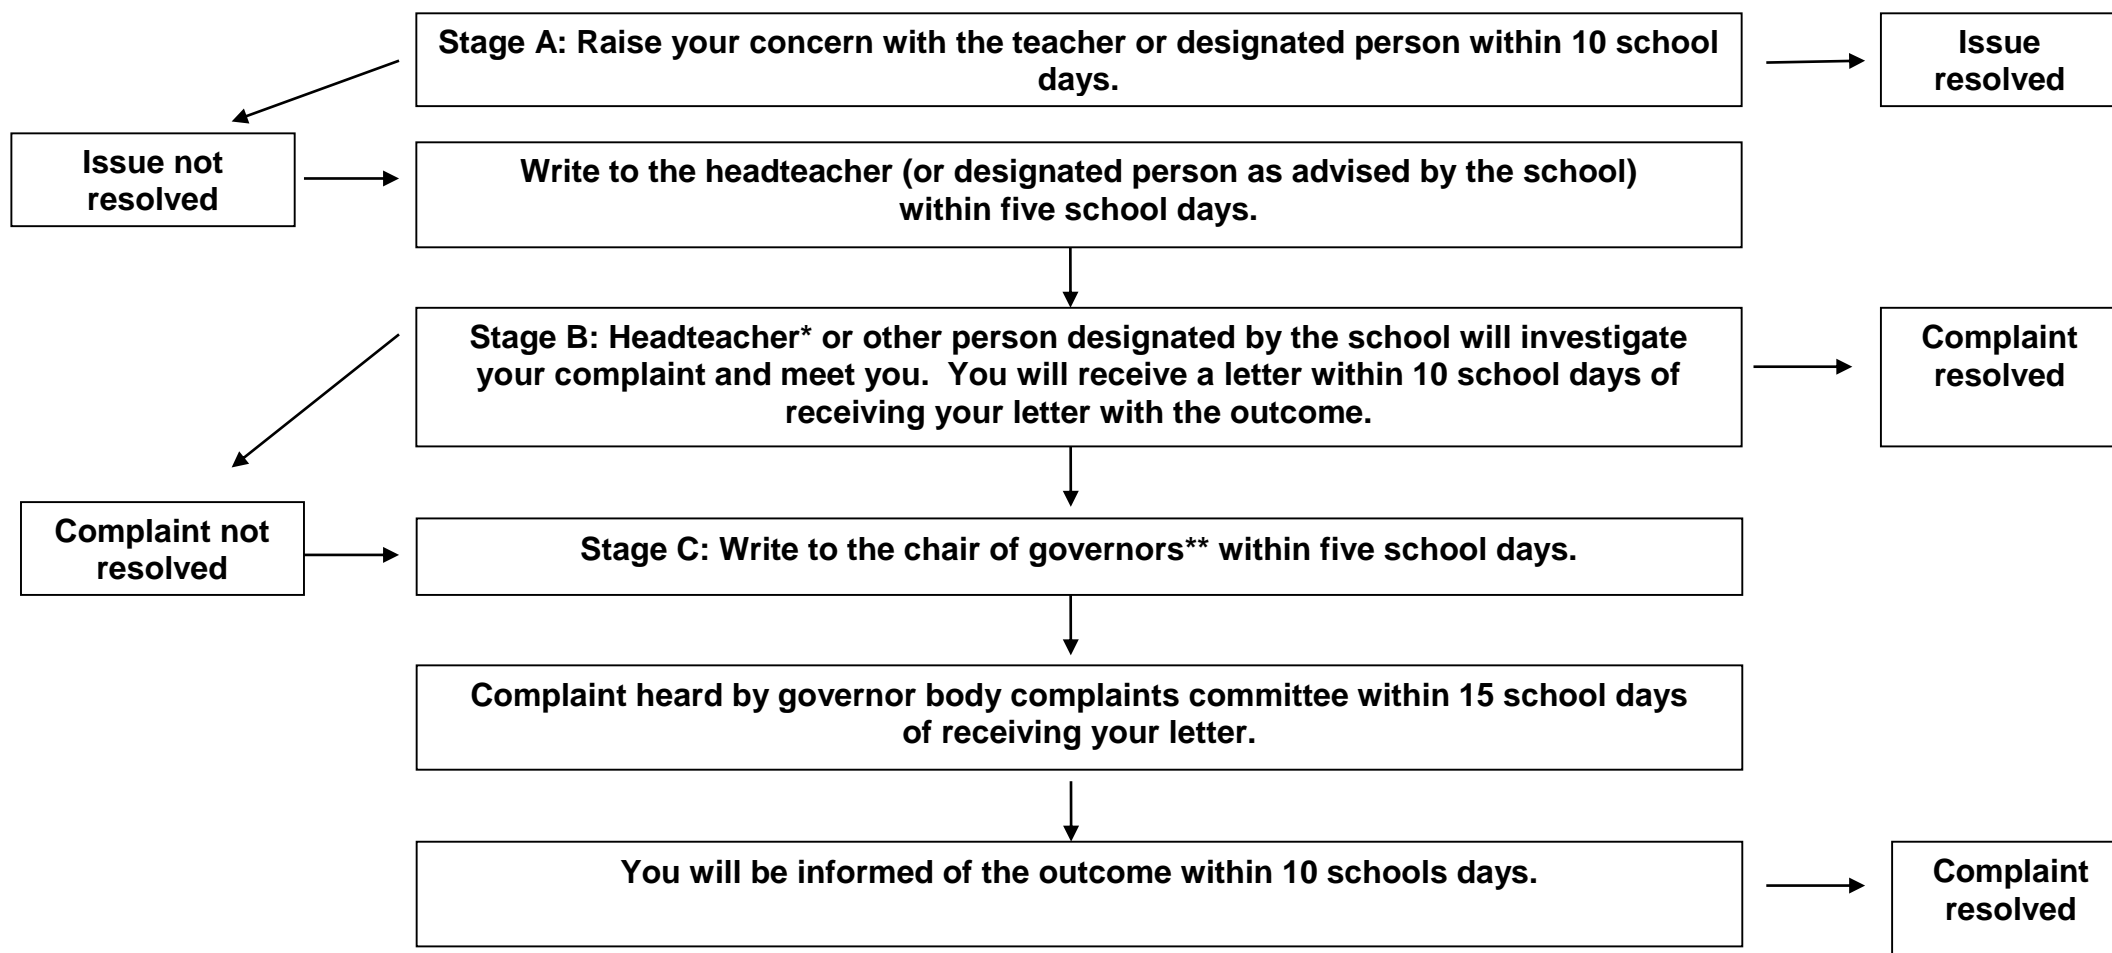 Stage A: Raise your concern with the teacher or designated person within 10 school
days.
Issue
resolved
Issue not
resolved
Write to the headteacher (or designated person as advised by the school)
within five school days.
Stage B: Headteacher* or other person designated by the school will investigate
your complaint and meet you.  You will receive a letter within 10 school days of
receiving your letter with the outcome.
Complaint
resolved
Complaint not
resolved
Stage C: Write to the chair of governors** within five school days.
Complaint heard by governor body complaints committee within 15 school days
of receiving your letter.
You will be informed of the outcome within 10 schools days.
Complaint
resolved